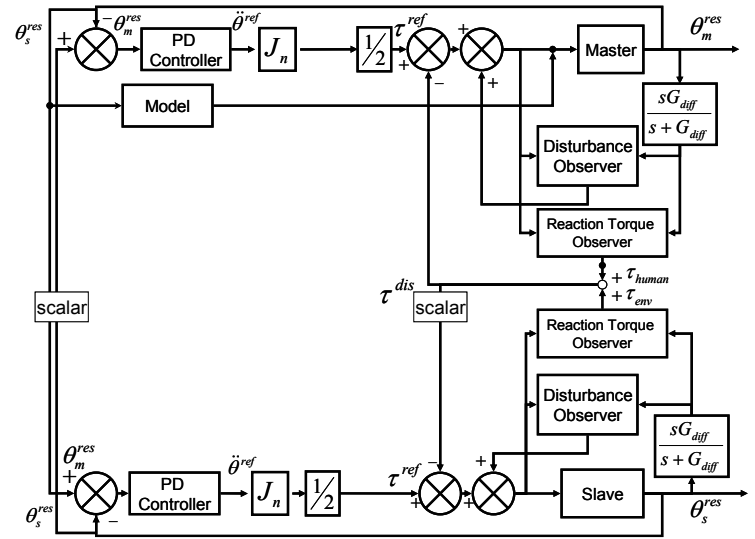 θ_s^res
+
− θ_m^res
PD Controller
θ̈^ref
J_n
1/2
τ^ref
+
−
+
+
Master
θ_m^res
Model
sG_diff / s + G_diff
Disturbance Observer
Reaction Torque Observer
+ τ_human
+ τ_env
τ^dis
scalar
scalar
Reaction Torque Observer
Disturbance Observer
sG_diff / s + G_diff
θ_m^res
+
−
θ_s^res
PD Controller
θ̈^ref
J_n
1/2
τ^ref
−
+
+
+
Slave
θ_s^res